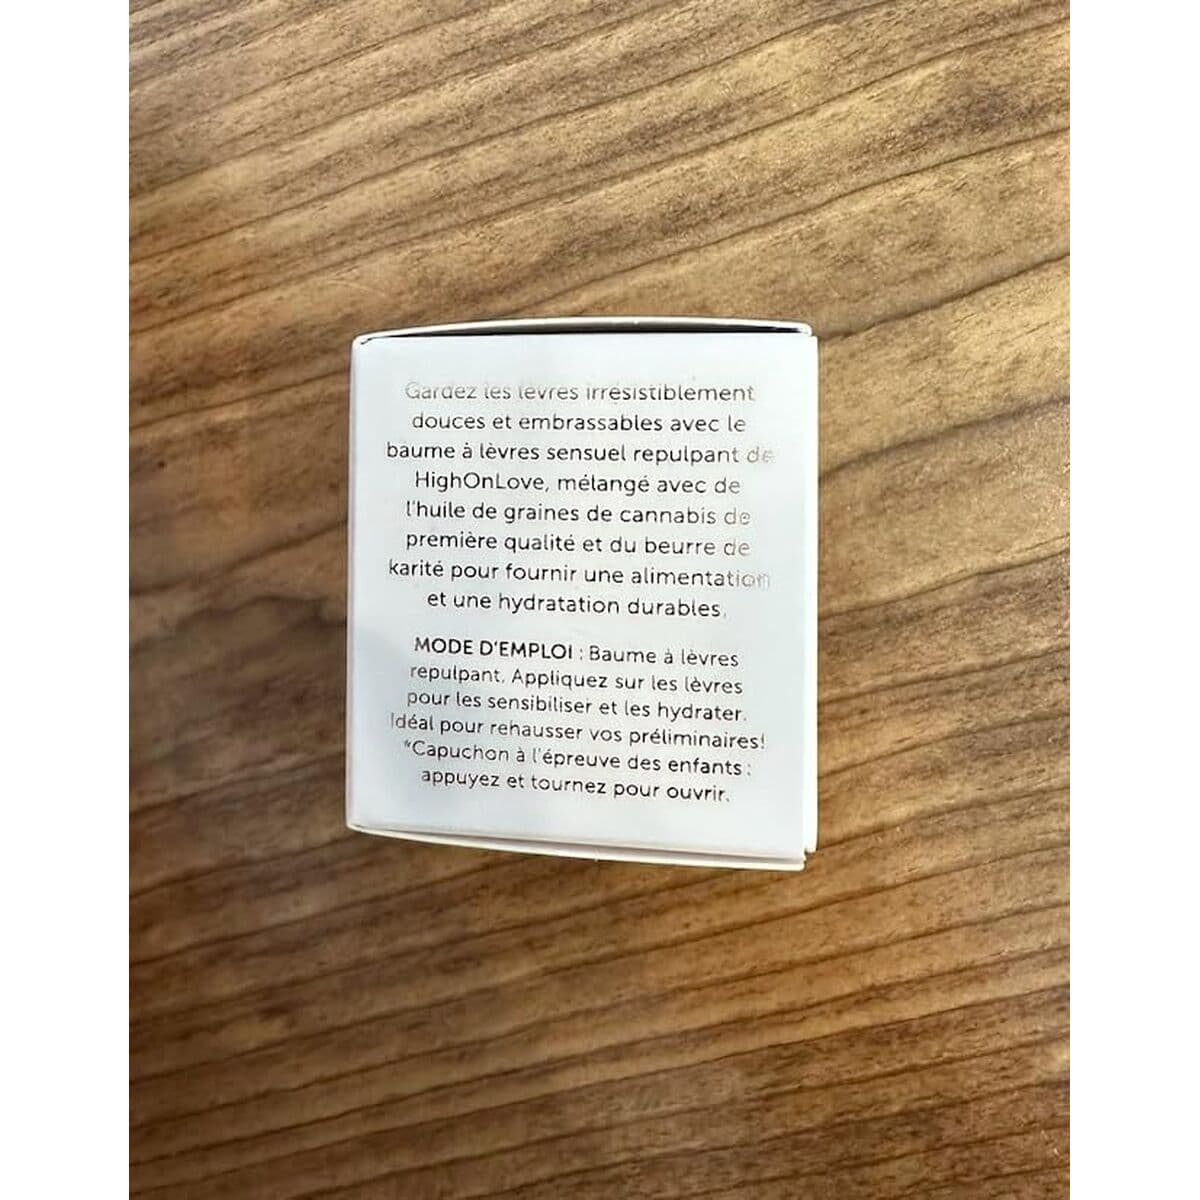 Gardez les lèvres irrésistiblement
douces et embrassables avec le
baume à lèvres sensuel repulpant de
HighOnLove, mélangé avec de
l'huile de graines de cannabis de
première qualité et du beurre de
karité pour fournir une alimentation
et une hydratation durables.
MODE D'EMPLOI : Baume à lèvres
repulpant. Appliquez sur les lèvres
pour les sensibiliser et les hydrater.
Idéal pour rehausser vos préliminaires!
*Capuchon à l'épreuve des enfants :
appuyez et tournez pour ouvrir.